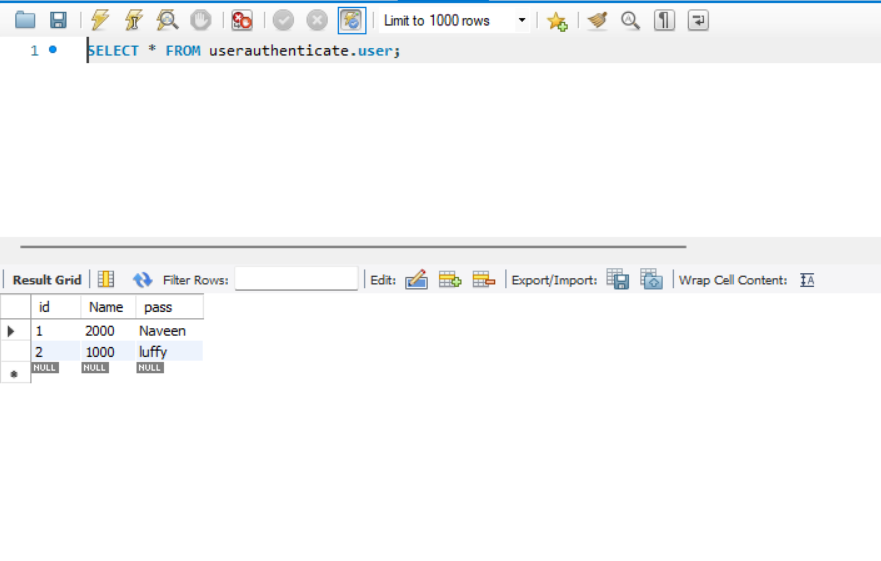 Limit to 1000 rows
1 SELECT * FROM userauthenticate.user;
Result Grid Filter Rows: Edit: Export/Import: Wrap Cell Content: IA
id Name pass
1 2000 Naveen
2 1000 luffy
NULL NULL NULL